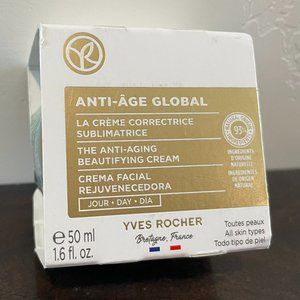 ANTI-ÂGE GLOBAL
LA CRÈME CORRECTRICE
SUBLIMATRICE
THE ANTI-AGING
BEAUTIFYING CREAM
CREMA FACIAL
REJUVENECEDORA
JOUR • DAY • DÍA
93%
INGRÉDIENTS
D'ORIGINE
NATURELLE
INGREDIENTES
DE ORIGEN
NATURAL
YVES ROCHER
Bretagne, France
℮ 50 ml
1.6 fl. oz.
Toutes peaux
All skin types
Todo tipo de piel